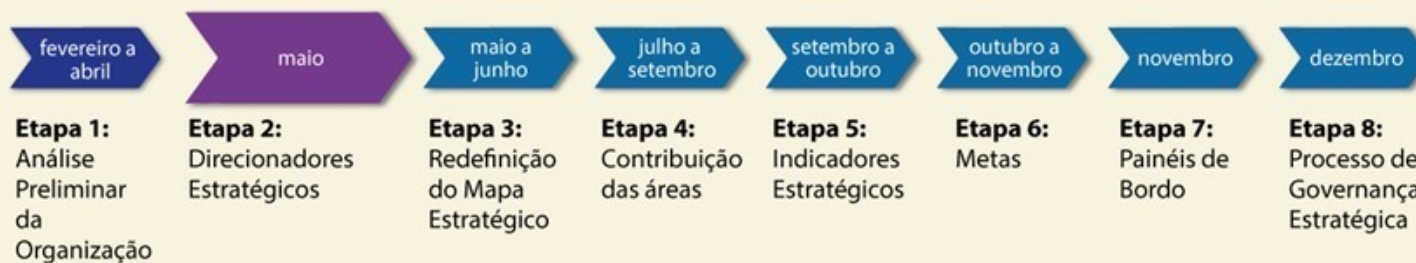 fevereiro a
abril
maio
maio a
junho
julho a
setembro
setembro a
outubro
outubro a
novembro
novembro
dezembro
Etapa 1:
Análise
Preliminar
da
Organização
Etapa 2:
Direcionadores
Estratégicos
Etapa 3:
Redefinição
do Mapa
Estratégico
Etapa 4:
Contribuição
das áreas
Etapa 5:
Indicadores
Estratégicos
Etapa 6:
Metas
Etapa 7:
Painéis de
Bordo
Etapa 8:
Processo de
Governança
Estratégica